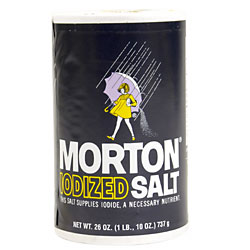 MORTON®
IODIZED SALT
THIS SALT SUPPLIES IODIDE, A NECESSARY NUTRIENT.
NET WT. 26 OZ. (1 LB., 10 OZ.) 737 g